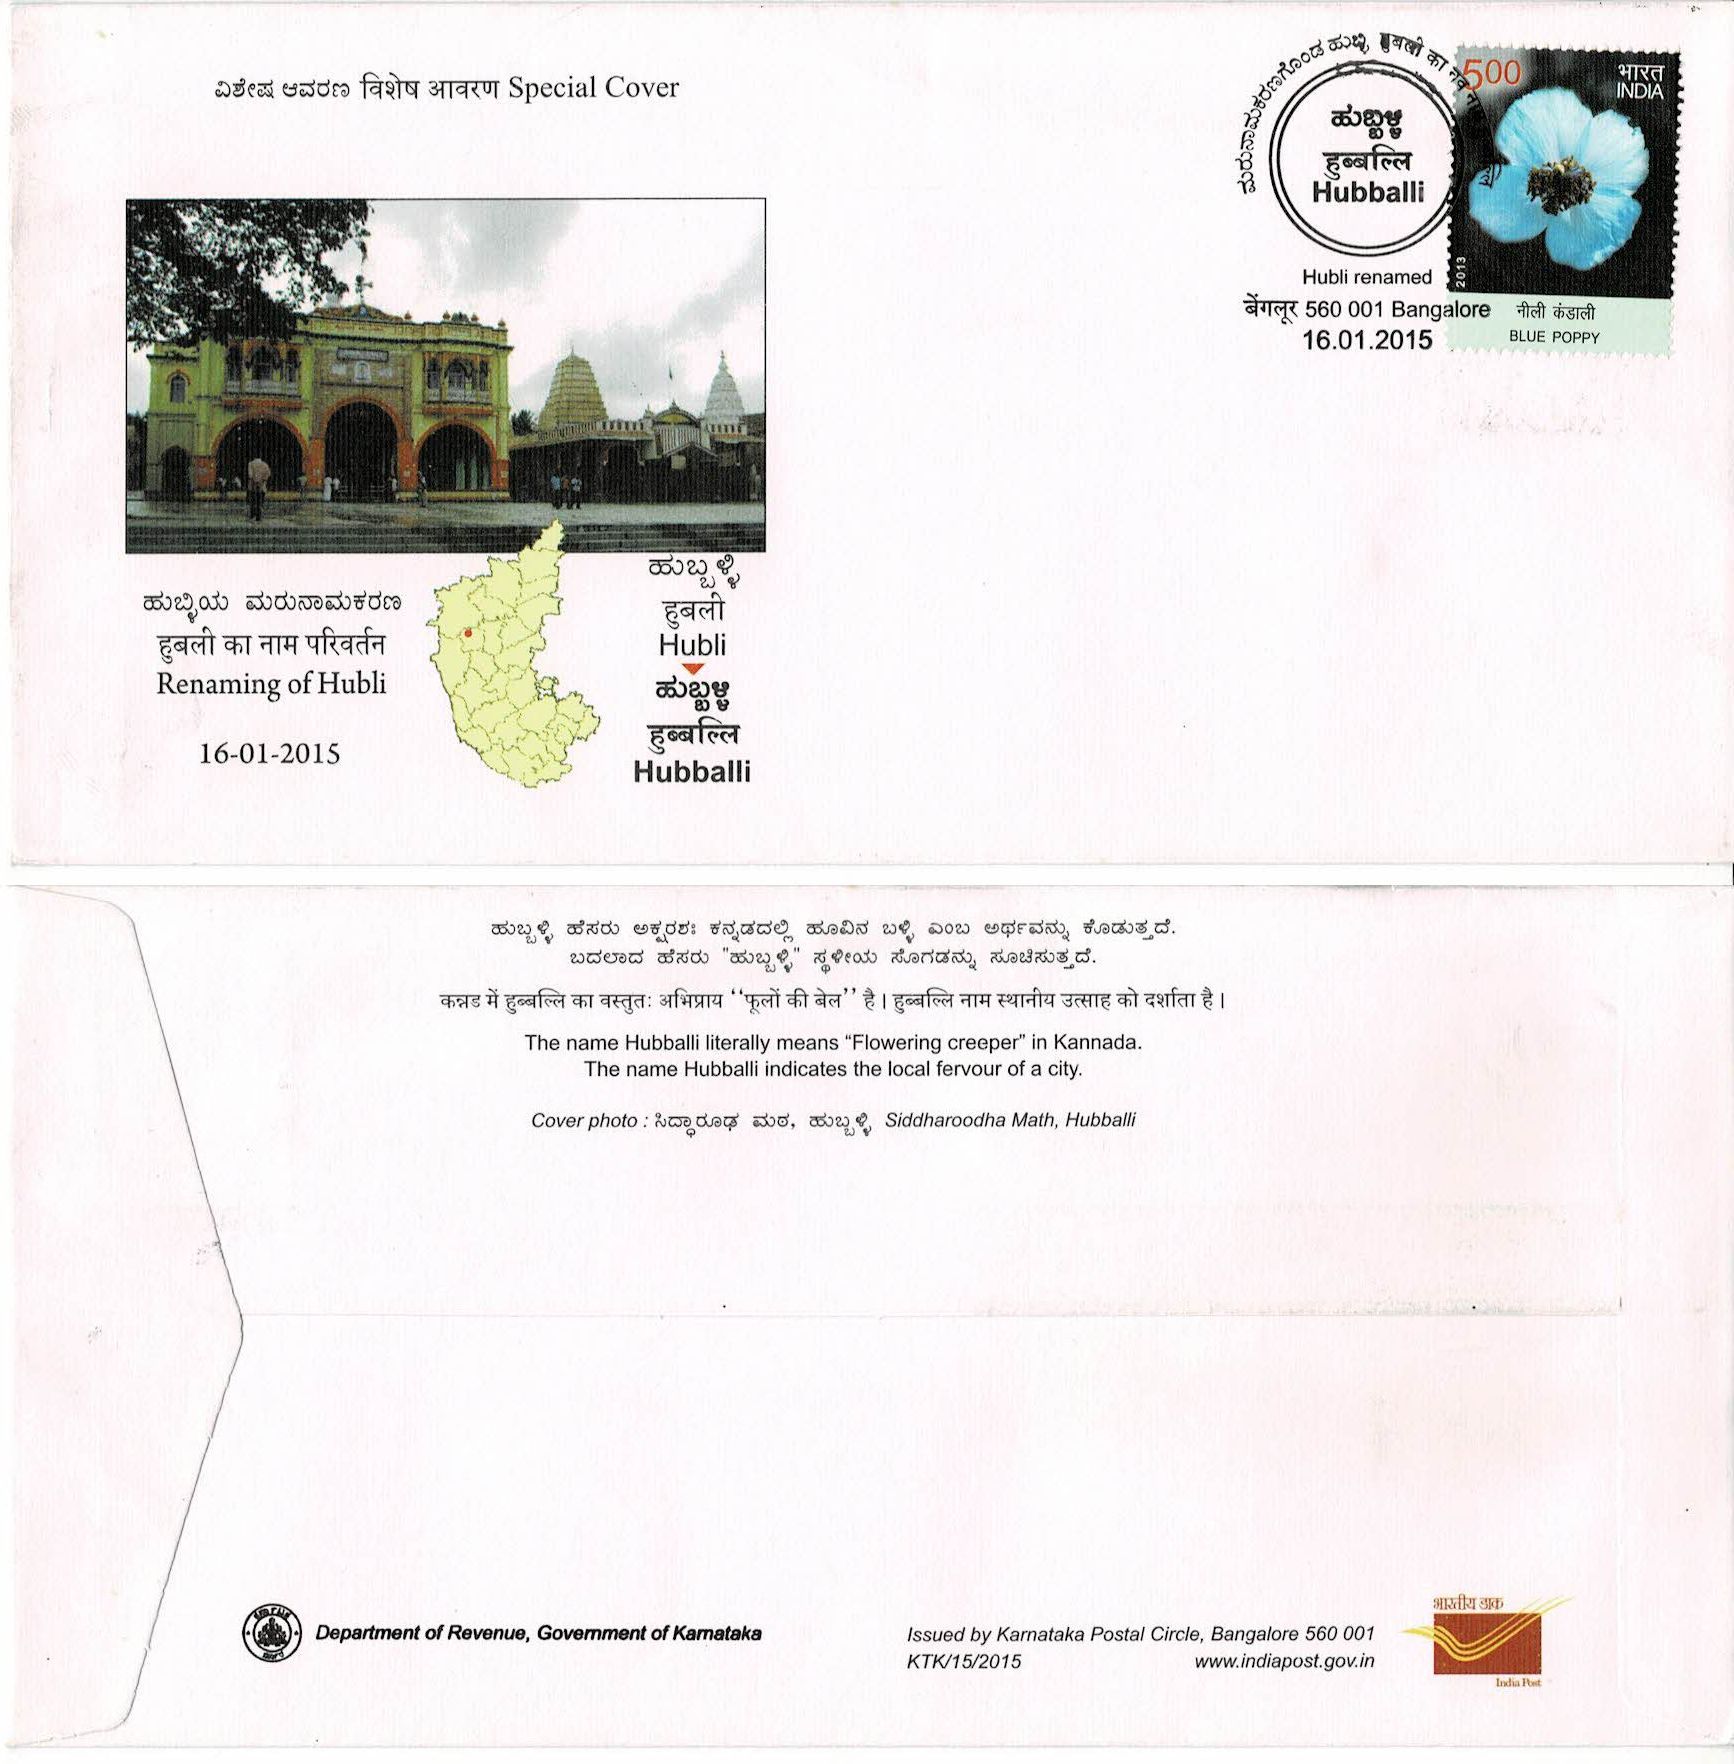 ವಿಶೇಷ ಆವರಣ विशेष आवरण Special Cover
ಮರುನಾಮಕರಣಗೊಂಡ ಹುಬ್ಳಿ हुबली का नव
ಹುಬ್ಬಳ್ಳಿ
हुब्बल्लि
Hubballi
Hubli renamed
बेंगलूर 560 001 Bangalore
16.01.2015
500
भारत
INDIA
2013
नीली कंडाली
BLUE POPPY
ಹುಬ್ಳಿಯ ಮರುನಾಮಕರಣ
हुबली का नाम परिवर्तन
Renaming of Hubli
16-01-2015
ಹುಬ್ಬಳ್ಳಿ
हुबली
Hubli
ಹುಬ್ಬಳ್ಳಿ
हुब्बल्लि
Hubballi
ಹುಬ್ಬಳ್ಳಿ ಹೆಸರು ಅಕ್ಷರಶಃ ಕನ್ನಡದಲ್ಲಿ ಹೂವಿನ ಬಳ್ಳಿ ಎಂಬ ಅರ್ಥವನ್ನು ಕೊಡುತ್ತದೆ.
ಬದಲಾದ ಹೆಸರು "ಹುಬ್ಬಳ್ಳಿ" ಸ್ಥಳೀಯ ಸೊಗಡನ್ನು ಸೂಚಿಸುತ್ತದೆ.
कन्नड में हुब्बल्लि का वस्तुतः अभिप्राय ‘‘फूलों की बेल’’ है। हुब्बल्लि नाम स्थानीय उत्साह को दर्शाता है।
The name Hubballi literally means “Flowering creeper” in Kannada.
The name Hubballi indicates the local fervour of a city.
Cover photo : ಸಿದ್ಧಾರೂಢ ಮಠ, ಹುಬ್ಬಳ್ಳಿ Siddharoodha Math, Hubballi
Department of Revenue, Government of Karnataka
Issued by Karnataka Postal Circle, Bangalore 560 001
KTK/15/2015 www.indiapost.gov.in
भारतीय डाक
India Post